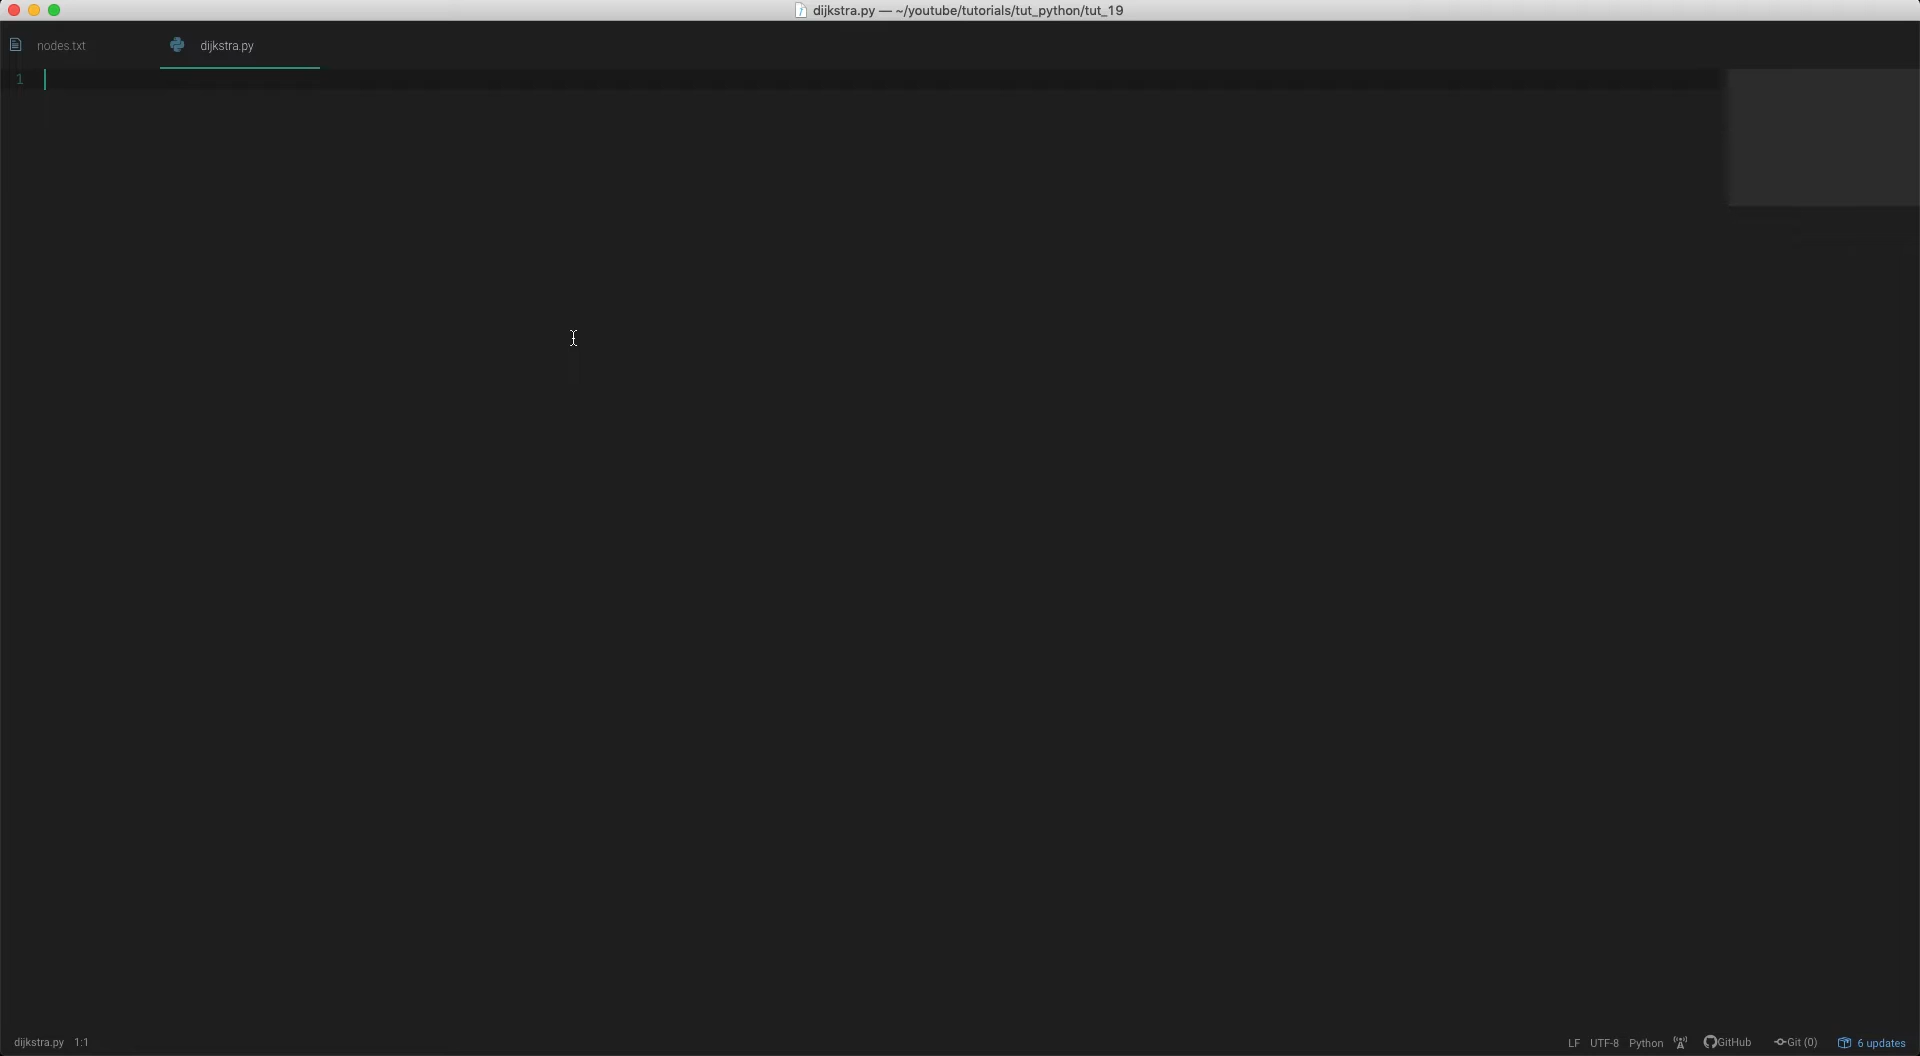 dijkstra.py — ~/youtube/tutorials/tut_python/tut_19
nodes.txt dijkstra.py
1
dijkstra.py 1:1 LF UTF-8 Python GitHub Git (0) 6 updates